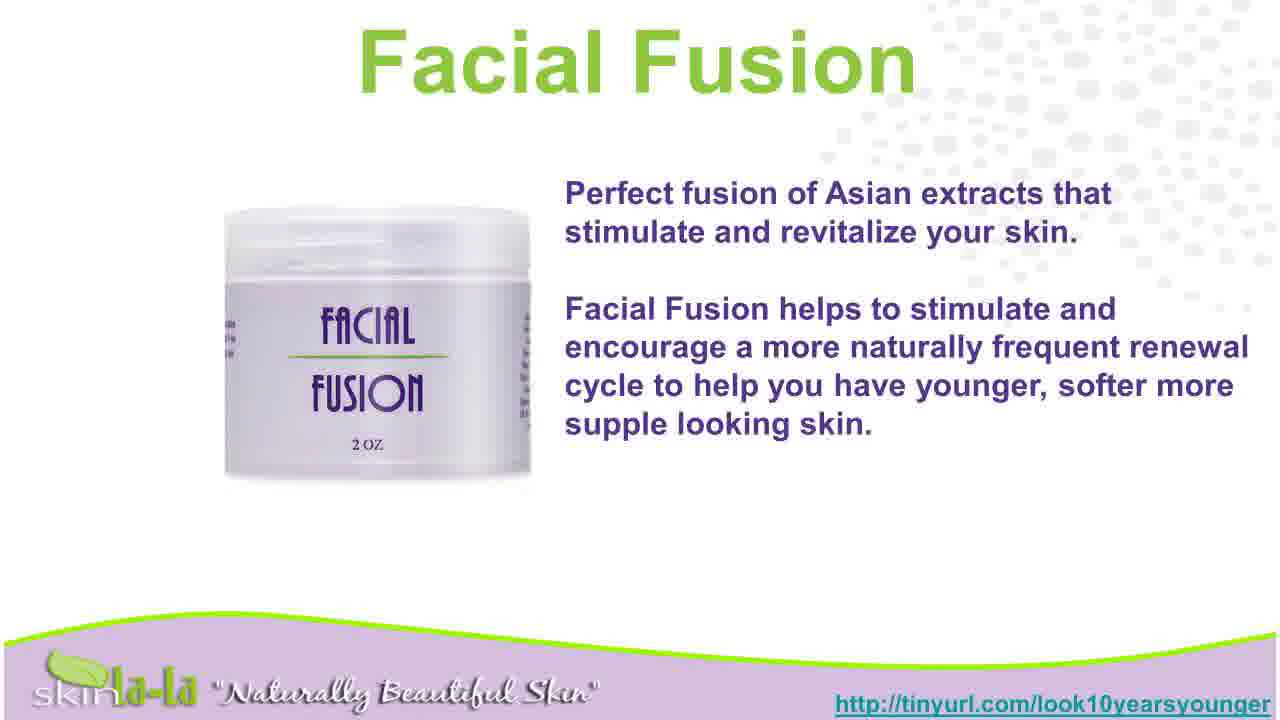 Facial Fusion
Perfect fusion of Asian extracts that
stimulate and revitalize your skin.
Facial Fusion helps to stimulate and
encourage a more naturally frequent renewal
cycle to help you have younger, softer more
supple looking skin.
FACIAL
FUSION
2 OZ
skin la-la "Naturally Beautiful Skin"
http://tinyurl.com/look10yearsyounger